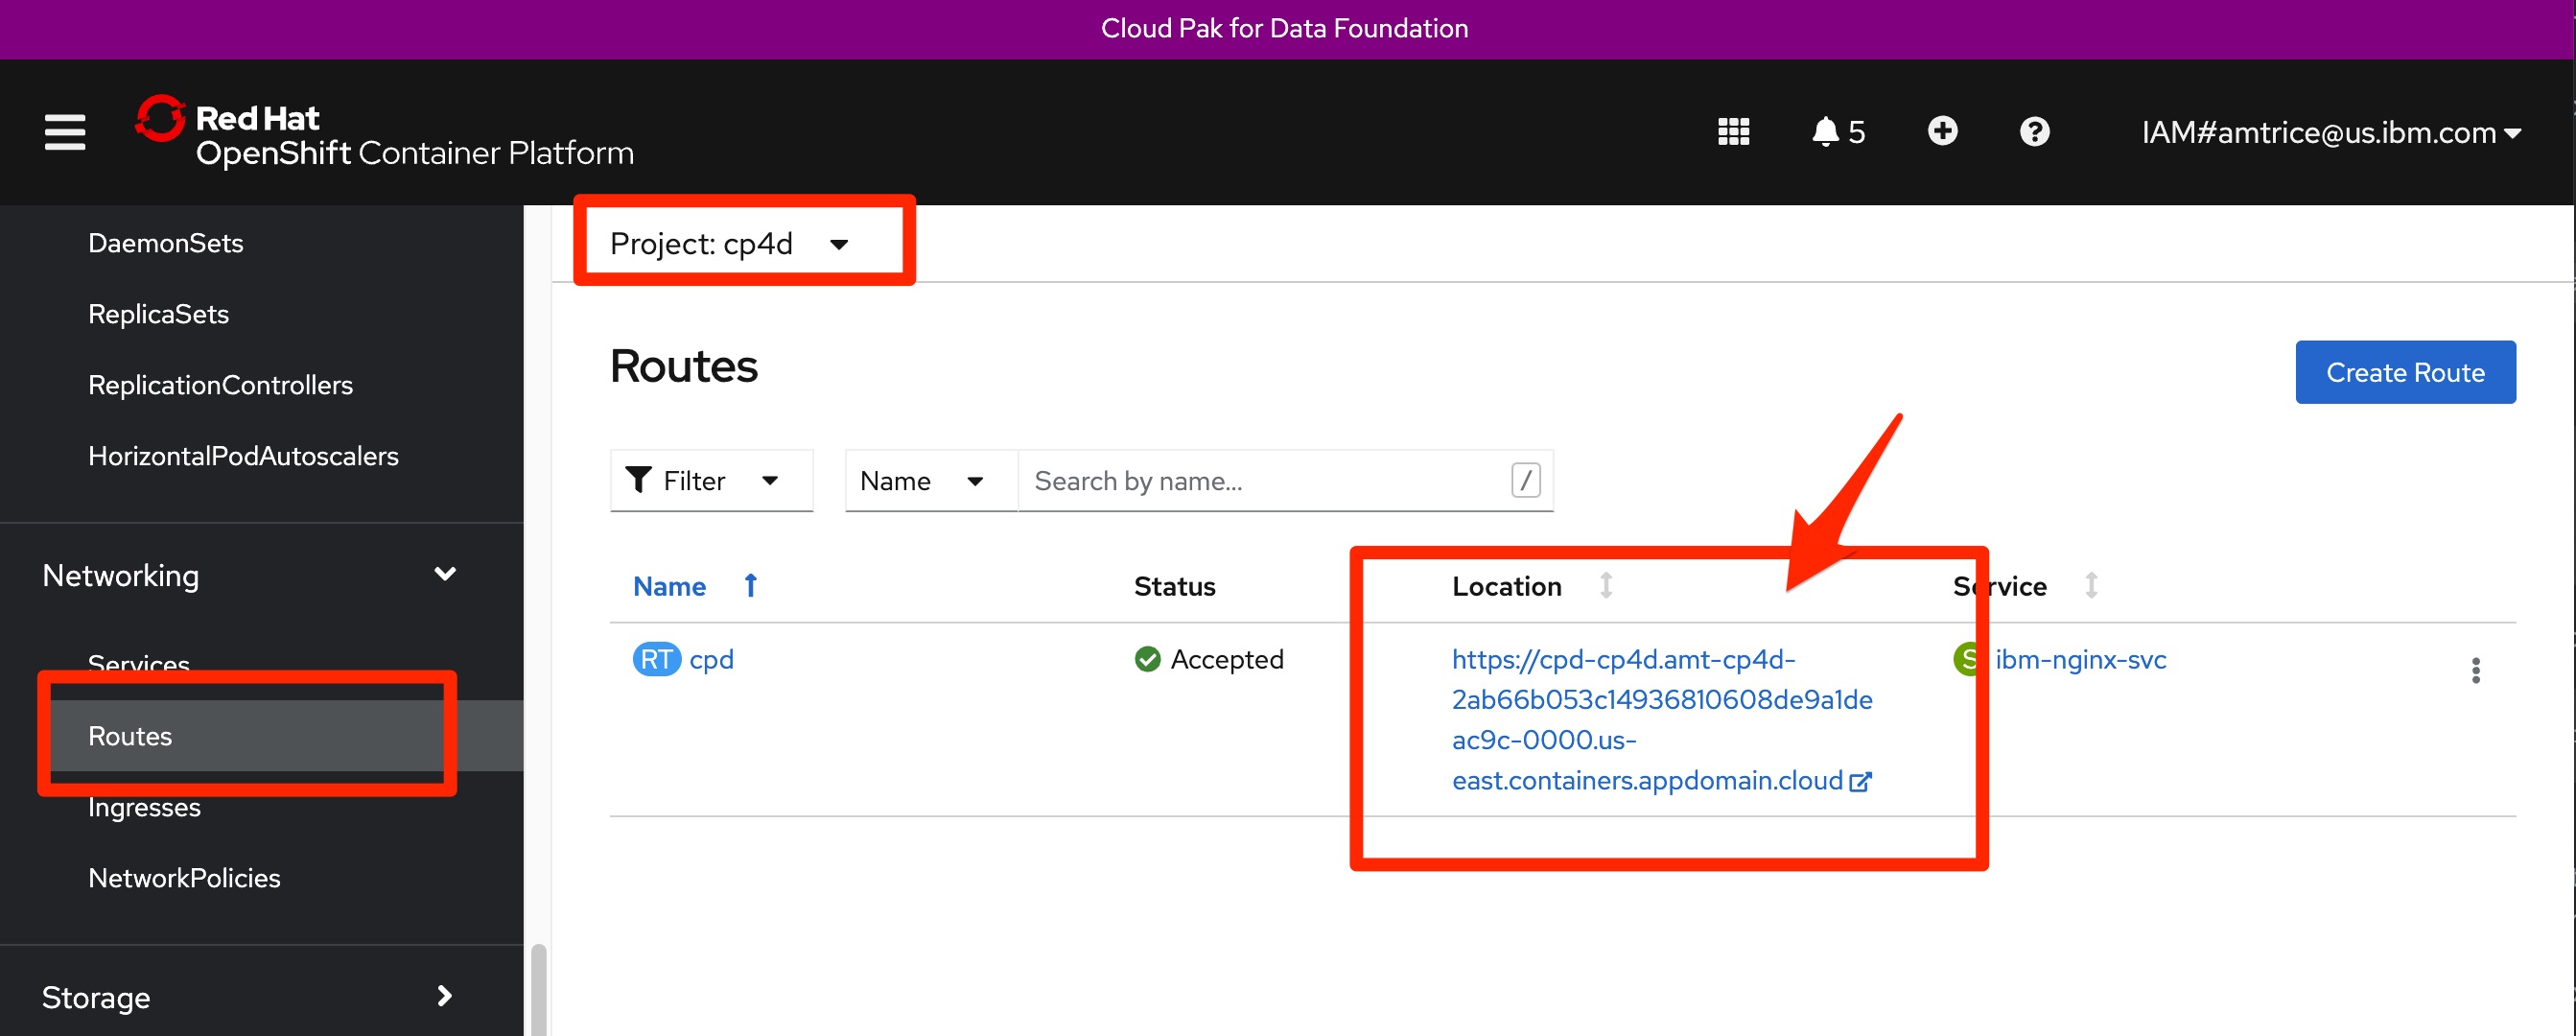 Cloud Pak for Data Foundation
Red Hat
OpenShift Container Platform
5
IAM#amtrice@us.ibm.com
DaemonSets
ReplicaSets
ReplicationControllers
HorizontalPodAutoscalers
Networking
Services
Routes
Ingresses
NetworkPolicies
Storage
Project: cp4d
Routes
Create Route
Filter
Name
Search by name...
/
Name
Status
Location
Service
RT cpd
Accepted
https://cpd-cp4d.amt-cp4d-
2ab66b053c14936810608de9a1de
ac9c-0000.us-
east.containers.appdomain.cloud
S ibm-nginx-svc